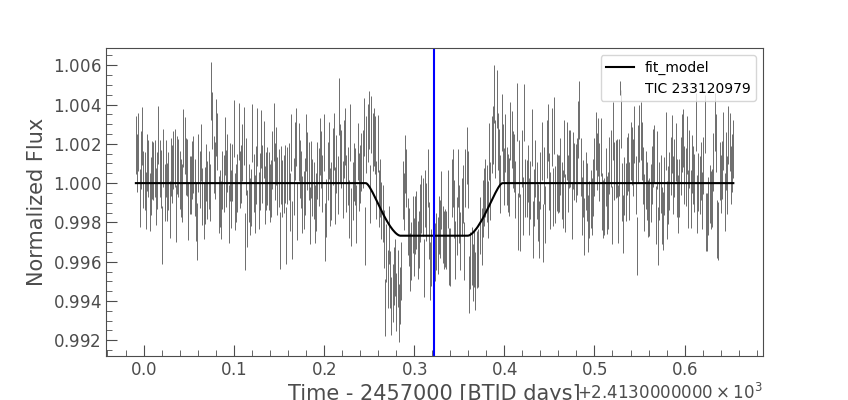 fit_model
TIC 233120979
1.006
1.004
1.002
1.000
0.998
0.996
0.994
0.992
Normalized Flux
0.0 0.1 0.2 0.3 0.4 0.5 0.6
Time - 2457000 [BTJD days]
+2.4130000000 × 10³